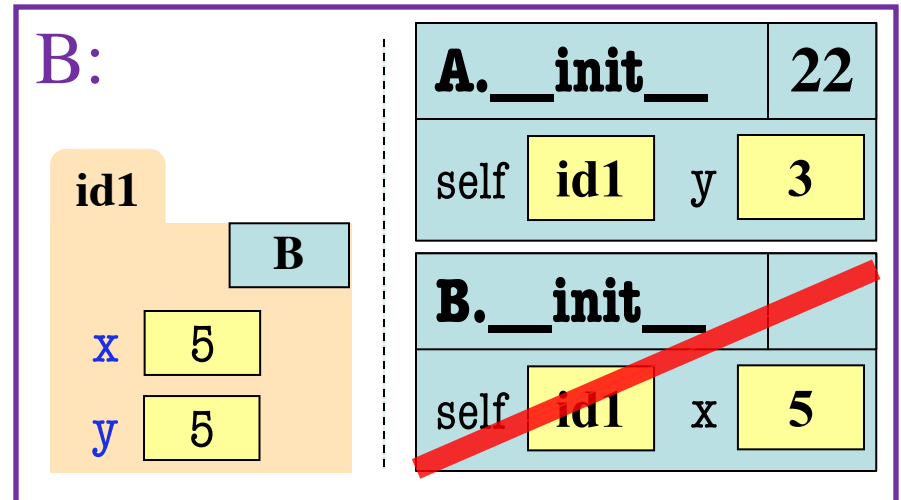 B:
id1
B
x 5
y 5
A.__init__ 22
self id1 y 3
B.__init__
self id1 x 5